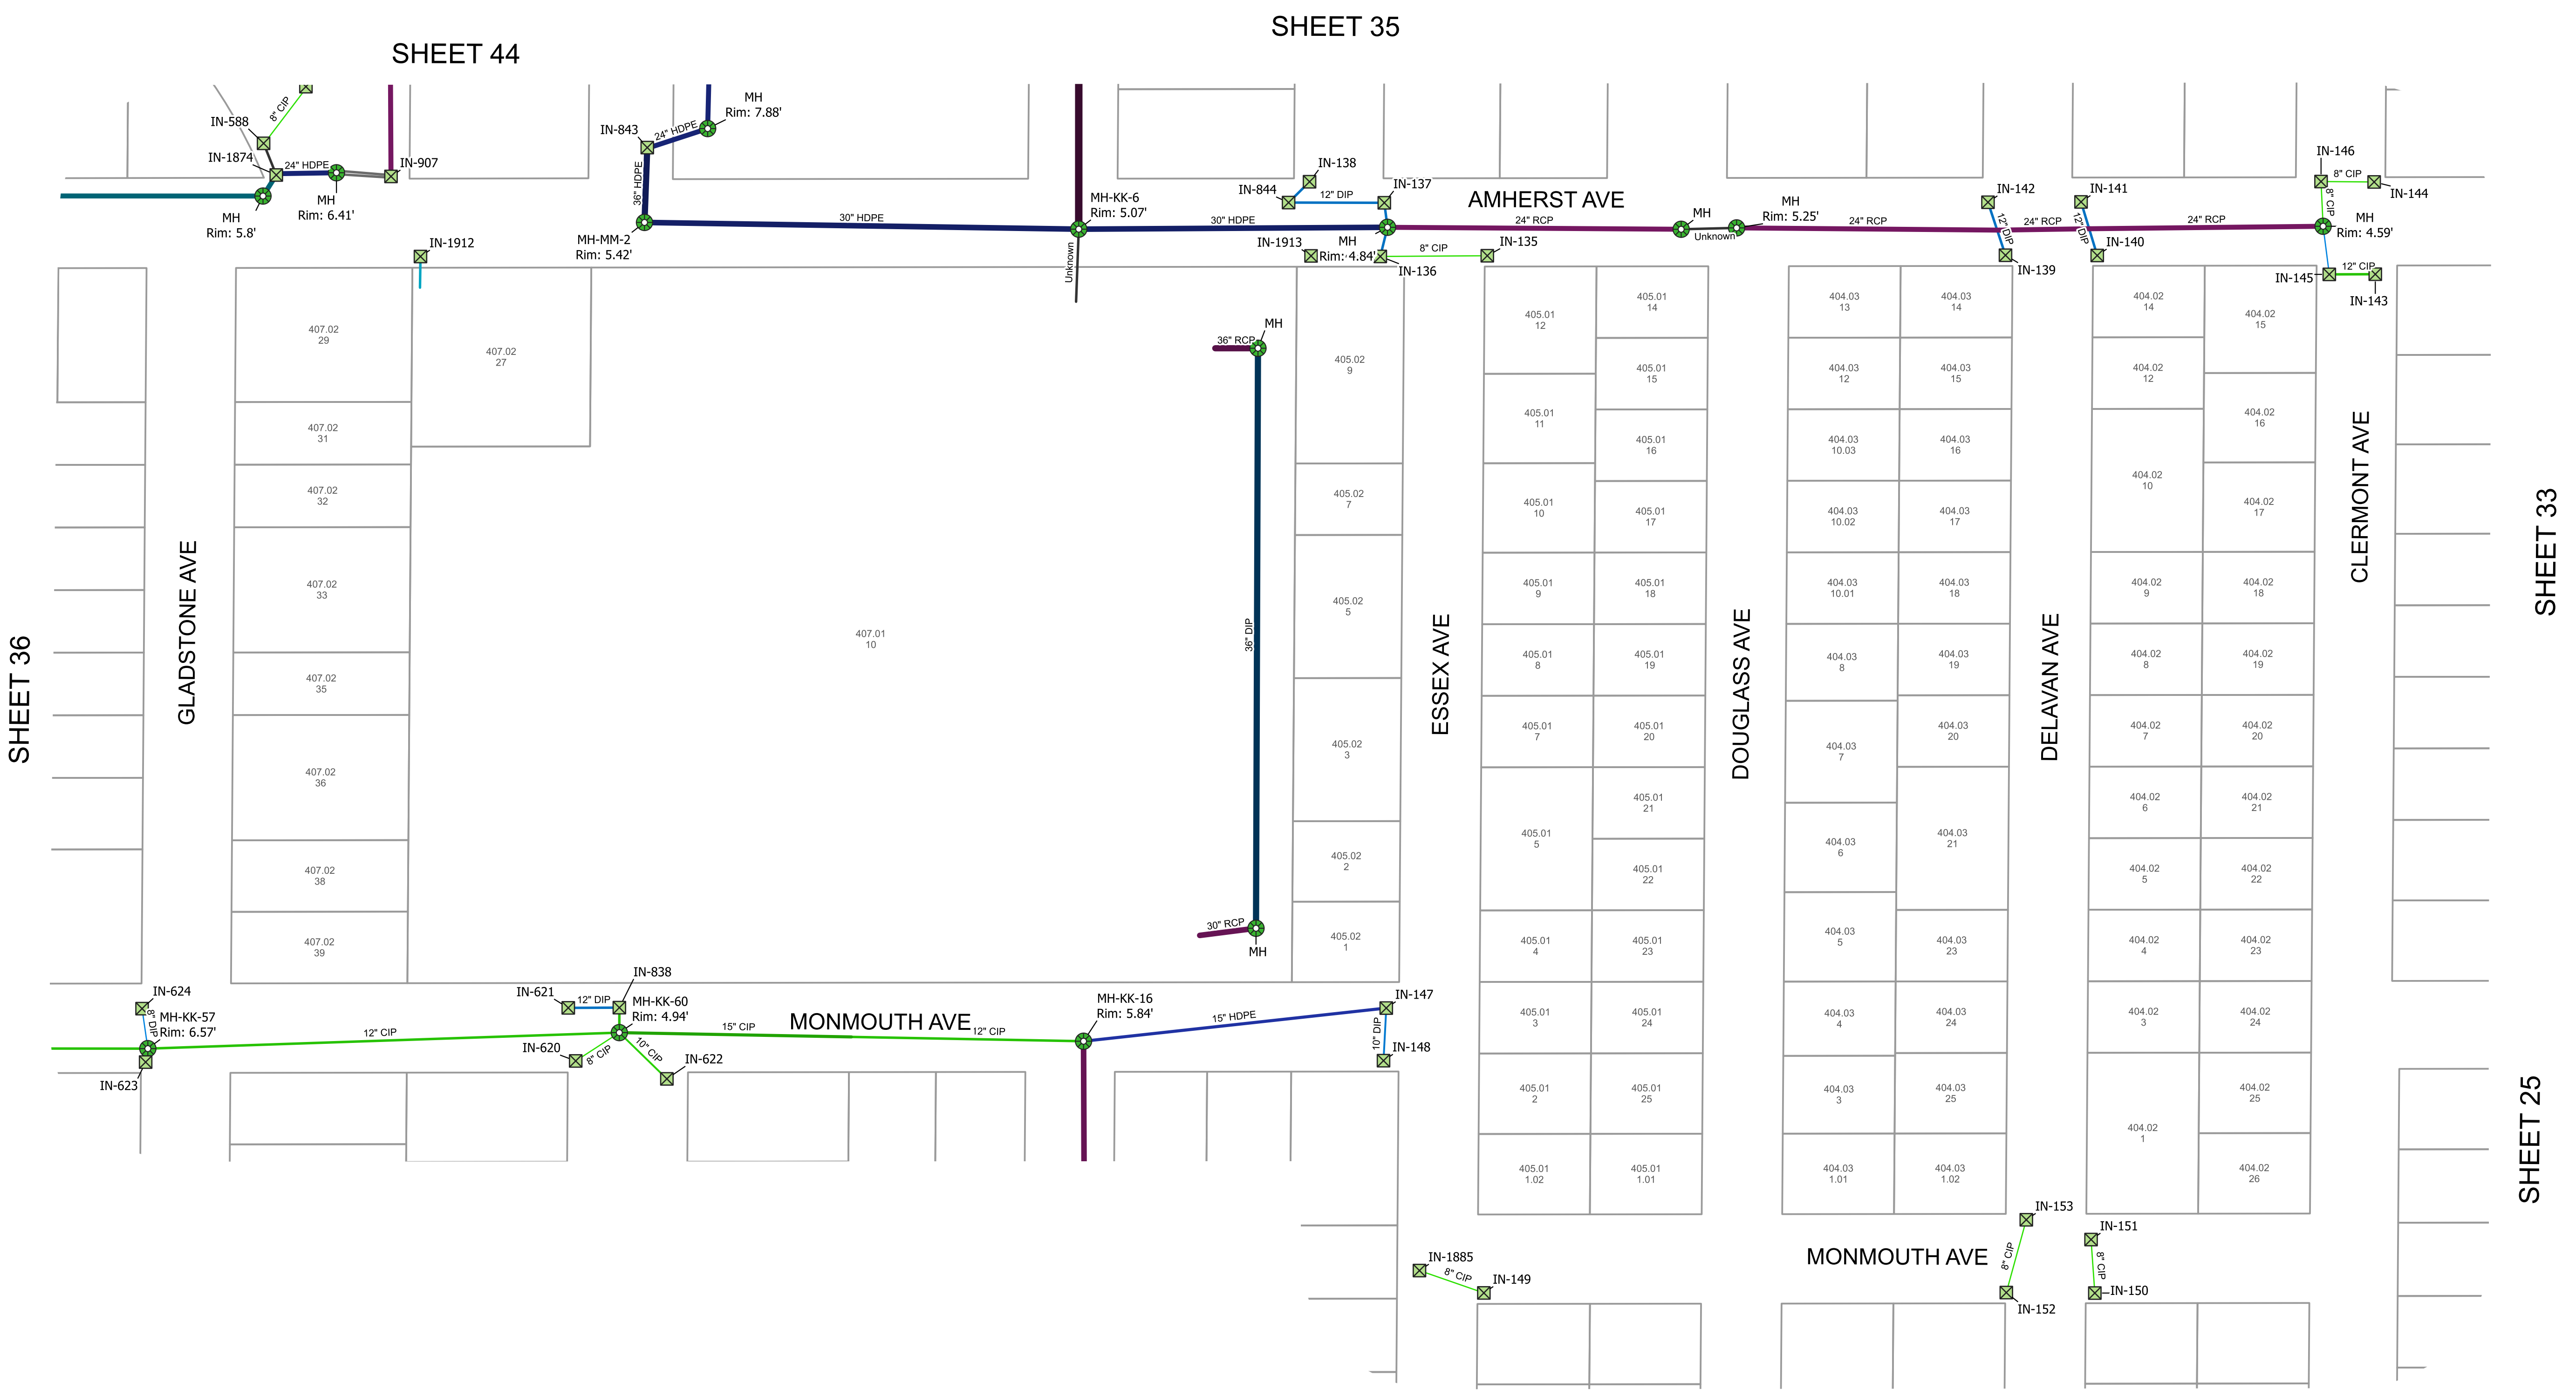 SHEET 35
SHEET 44
8" CIP
IN-588
IN-1874
24" HDPE
IN-907
MH
Rim: 6.41'
MH
Rim: 5.8'
IN-1912
MH
Rim: 7.88'
IN-843
24" HDPE
36" HDPE
MH-MM-2
Rim: 5.42'
30" HDPE
MH-KK-6
Rim: 5.07'
Unknown
30" HDPE
IN-138
IN-844
12" DIP
IN-137
IN-1913
MH
Rim: 4.84'
IN-136
8" CIP
IN-135
AMHERST AVE
24" RCP
MH
Unknown
MH
Rim: 5.25'
24" RCP
IN-142
12" DIP
IN-139
24" RCP
IN-141
12" DIP
IN-140
24" RCP
IN-146
8" CIP
IN-144
8" CIP
MH
Rim: 4.59'
IN-145
12" CIP
IN-143
SHEET 36
GLADSTONE AVE
407.02
29
407.02
27
407.02
31
407.02
32
407.02
33
407.02
35
407.02
36
407.02
38
407.02
39
407.01
10
36" RCP
MH
36" DIP
30" RCP
MH
405.02
9
405.02
7
405.02
5
405.02
3
405.02
2
405.02
1
ESSEX AVE
405.01
12
405.01
11
405.01
10
405.01
9
405.01
8
405.01
7
405.01
5
405.01
4
405.01
3
405.01
2
405.01
1.02
405.01
14
405.01
15
405.01
16
405.01
17
405.01
18
405.01
19
405.01
20
405.01
21
405.01
22
405.01
23
405.01
24
405.01
25
405.01
1.01
DOUGLASS AVE
404.03
13
404.03
12
404.03
10.03
404.03
10.02
404.03
10.01
404.03
8
404.03
7
404.03
6
404.03
5
404.03
4
404.03
3
404.03
1.01
404.03
14
404.03
15
404.03
16
404.03
17
404.03
18
404.03
19
404.03
20
404.03
21
404.03
23
404.03
24
404.03
25
404.03
1.02
DELAVAN AVE
404.02
14
404.02
12
404.02
10
404.02
9
404.02
8
404.02
7
404.02
6
404.02
5
404.02
4
404.02
3
404.02
1
404.02
15
404.02
16
404.02
17
404.02
18
404.02
19
404.02
20
404.02
21
404.02
22
404.02
23
404.02
24
404.02
25
404.02
26
CLERMONT AVE
SHEET 33
SHEET 25
IN-624
8" DIP
MH-KK-57
Rim: 6.57'
IN-623
12" CIP
IN-621
12" DIP
IN-838
MH-KK-60
Rim: 4.94'
IN-620
8" CIP
10" CIP
IN-622
15" CIP
MONMOUTH AVE
12" CIP
MH-KK-16
Rim: 5.84'
15" HDPE
IN-147
10" DIP
IN-148
IN-1885
8" CIP
IN-149
MONMOUTH AVE
IN-153
8" CIP
IN-152
IN-151
8" CIP
IN-150